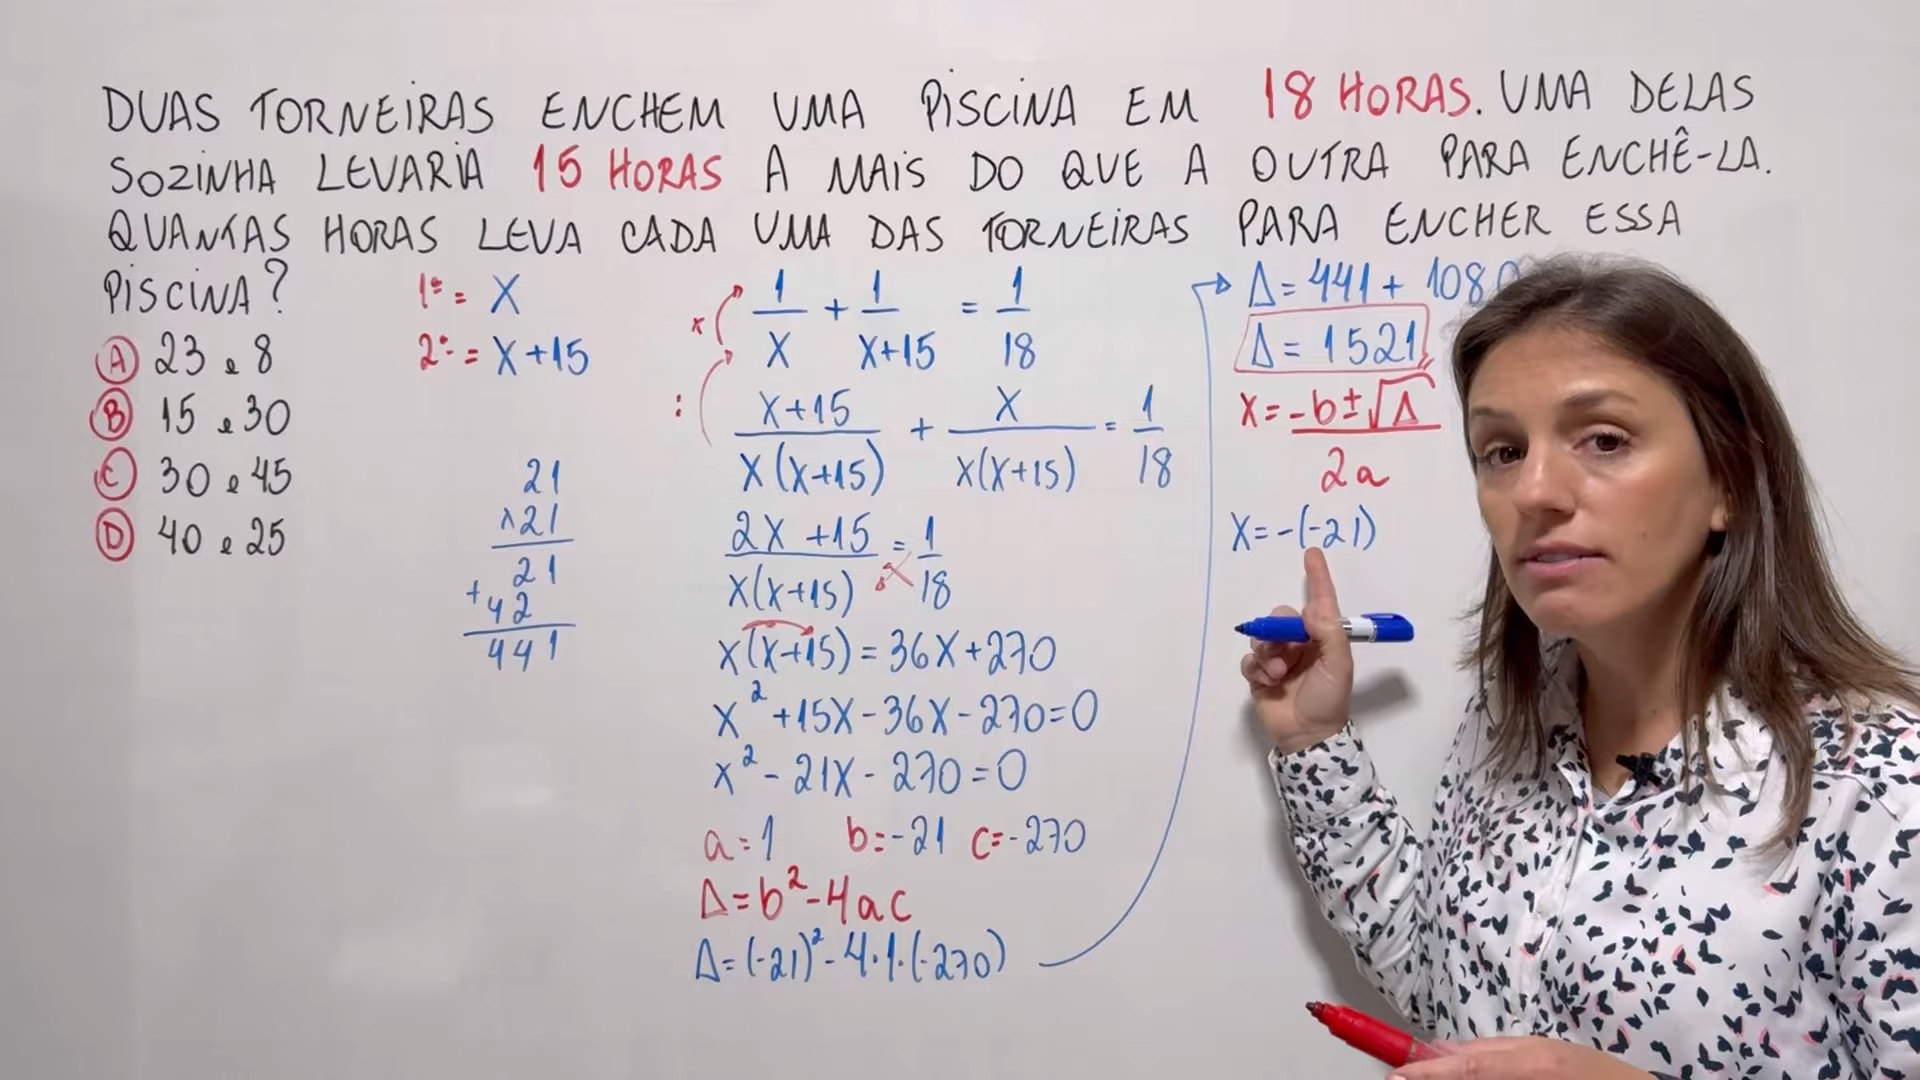 DUAS TORNEIRAS ENCHEM UMA PISCINA EM 18 HORAS. UMA DELAS
SOZINHA LEVARIA 15 HORAS A MAIS DO QUE A OUTRA PARA ENCHÊ-LA.
QUANTAS HORAS LEVA CADA UMA DAS TORNEIRAS PARA ENCHER ESSA
PISCINA?
A 23 e 8
B 15 e 30
C 30 e 45
D 40 e 25
1ª = X
2ª = X+15
21
x21
21
+42
441
1/X + 1/X+15 = 1/18
x
:
X+15/X(X+15) + X/X(X+15) = 1/18
2X+15/X(X+15) = 1/18
X(X+15) = 36X+270
X² +15X - 36X - 270=0
X² - 21X - 270 = 0
a = 1 b = -21 c = -270
Δ = b² - 4ac
Δ = (-21)² - 4.1.(-270)
Δ = 441 + 1080
Δ = 1521
X = -b±√Δ/2a
X = -(-21)